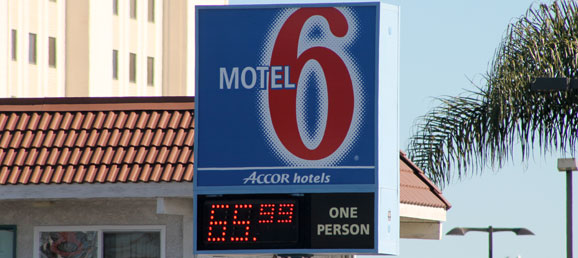 MOTEL 6
ACCOR hotels
65.99 ONE
PERSON